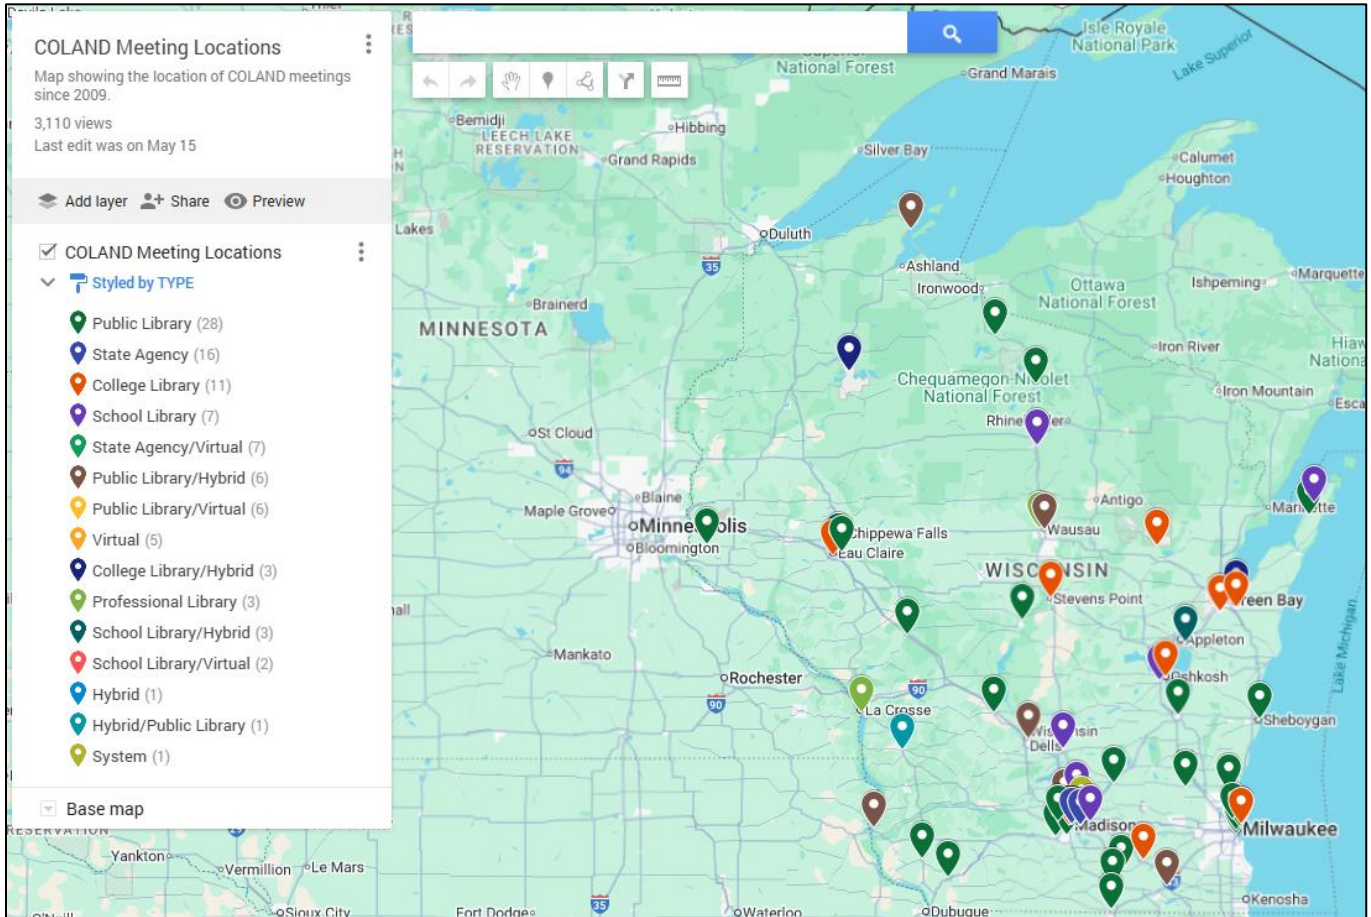 COLAND Meeting Locations
Map showing the location of COLAND meetings
since 2009.
3,110 views
Last edit was on May 15
Add layer
Share
Preview
COLAND Meeting Locations
Styled by TYPE
Public Library (28)
State Agency (16)
College Library (11)
School Library (7)
State Agency/Virtual (7)
Public Library/Hybrid (6)
Public Library/Virtual (6)
Virtual (5)
College Library/Hybrid (3)
Professional Library (3)
School Library/Hybrid (3)
School Library/Virtual (2)
Hybrid (1)
Hybrid/Public Library (1)
System (1)
Base map
Isle Royale
National Park
Lake Superior
National Forest
Grand Marais
Bemidji
LEECH LAKE
RESERVATION
Hibbing
Grand Rapids
Silver Bay
Calumet
Houghton
Lakes
Duluth
35
Ashland
Ironwood
Ottawa
National Forest
Ishpeming
Marquette
Brainerd
MINNESOTA
Iron River
Chequamegon-Nicolet
National Forest
Iron Mountain
St Cloud
94
Blaine
Maple Grove
Bloomington
Chippewa Falls
Eau Claire
Antigo
Wausau
Stevens Point
Appleton
Mankato
Rochester
90
90
La Crosse
Sheboygan
Dells
Lake Michigan
Madison
Milwaukee
RESERVATION
Yankton
Vermillion
Le Mars
Sioux City
Fort Dodge
35
Waterloo
Dubuque
Kenosha